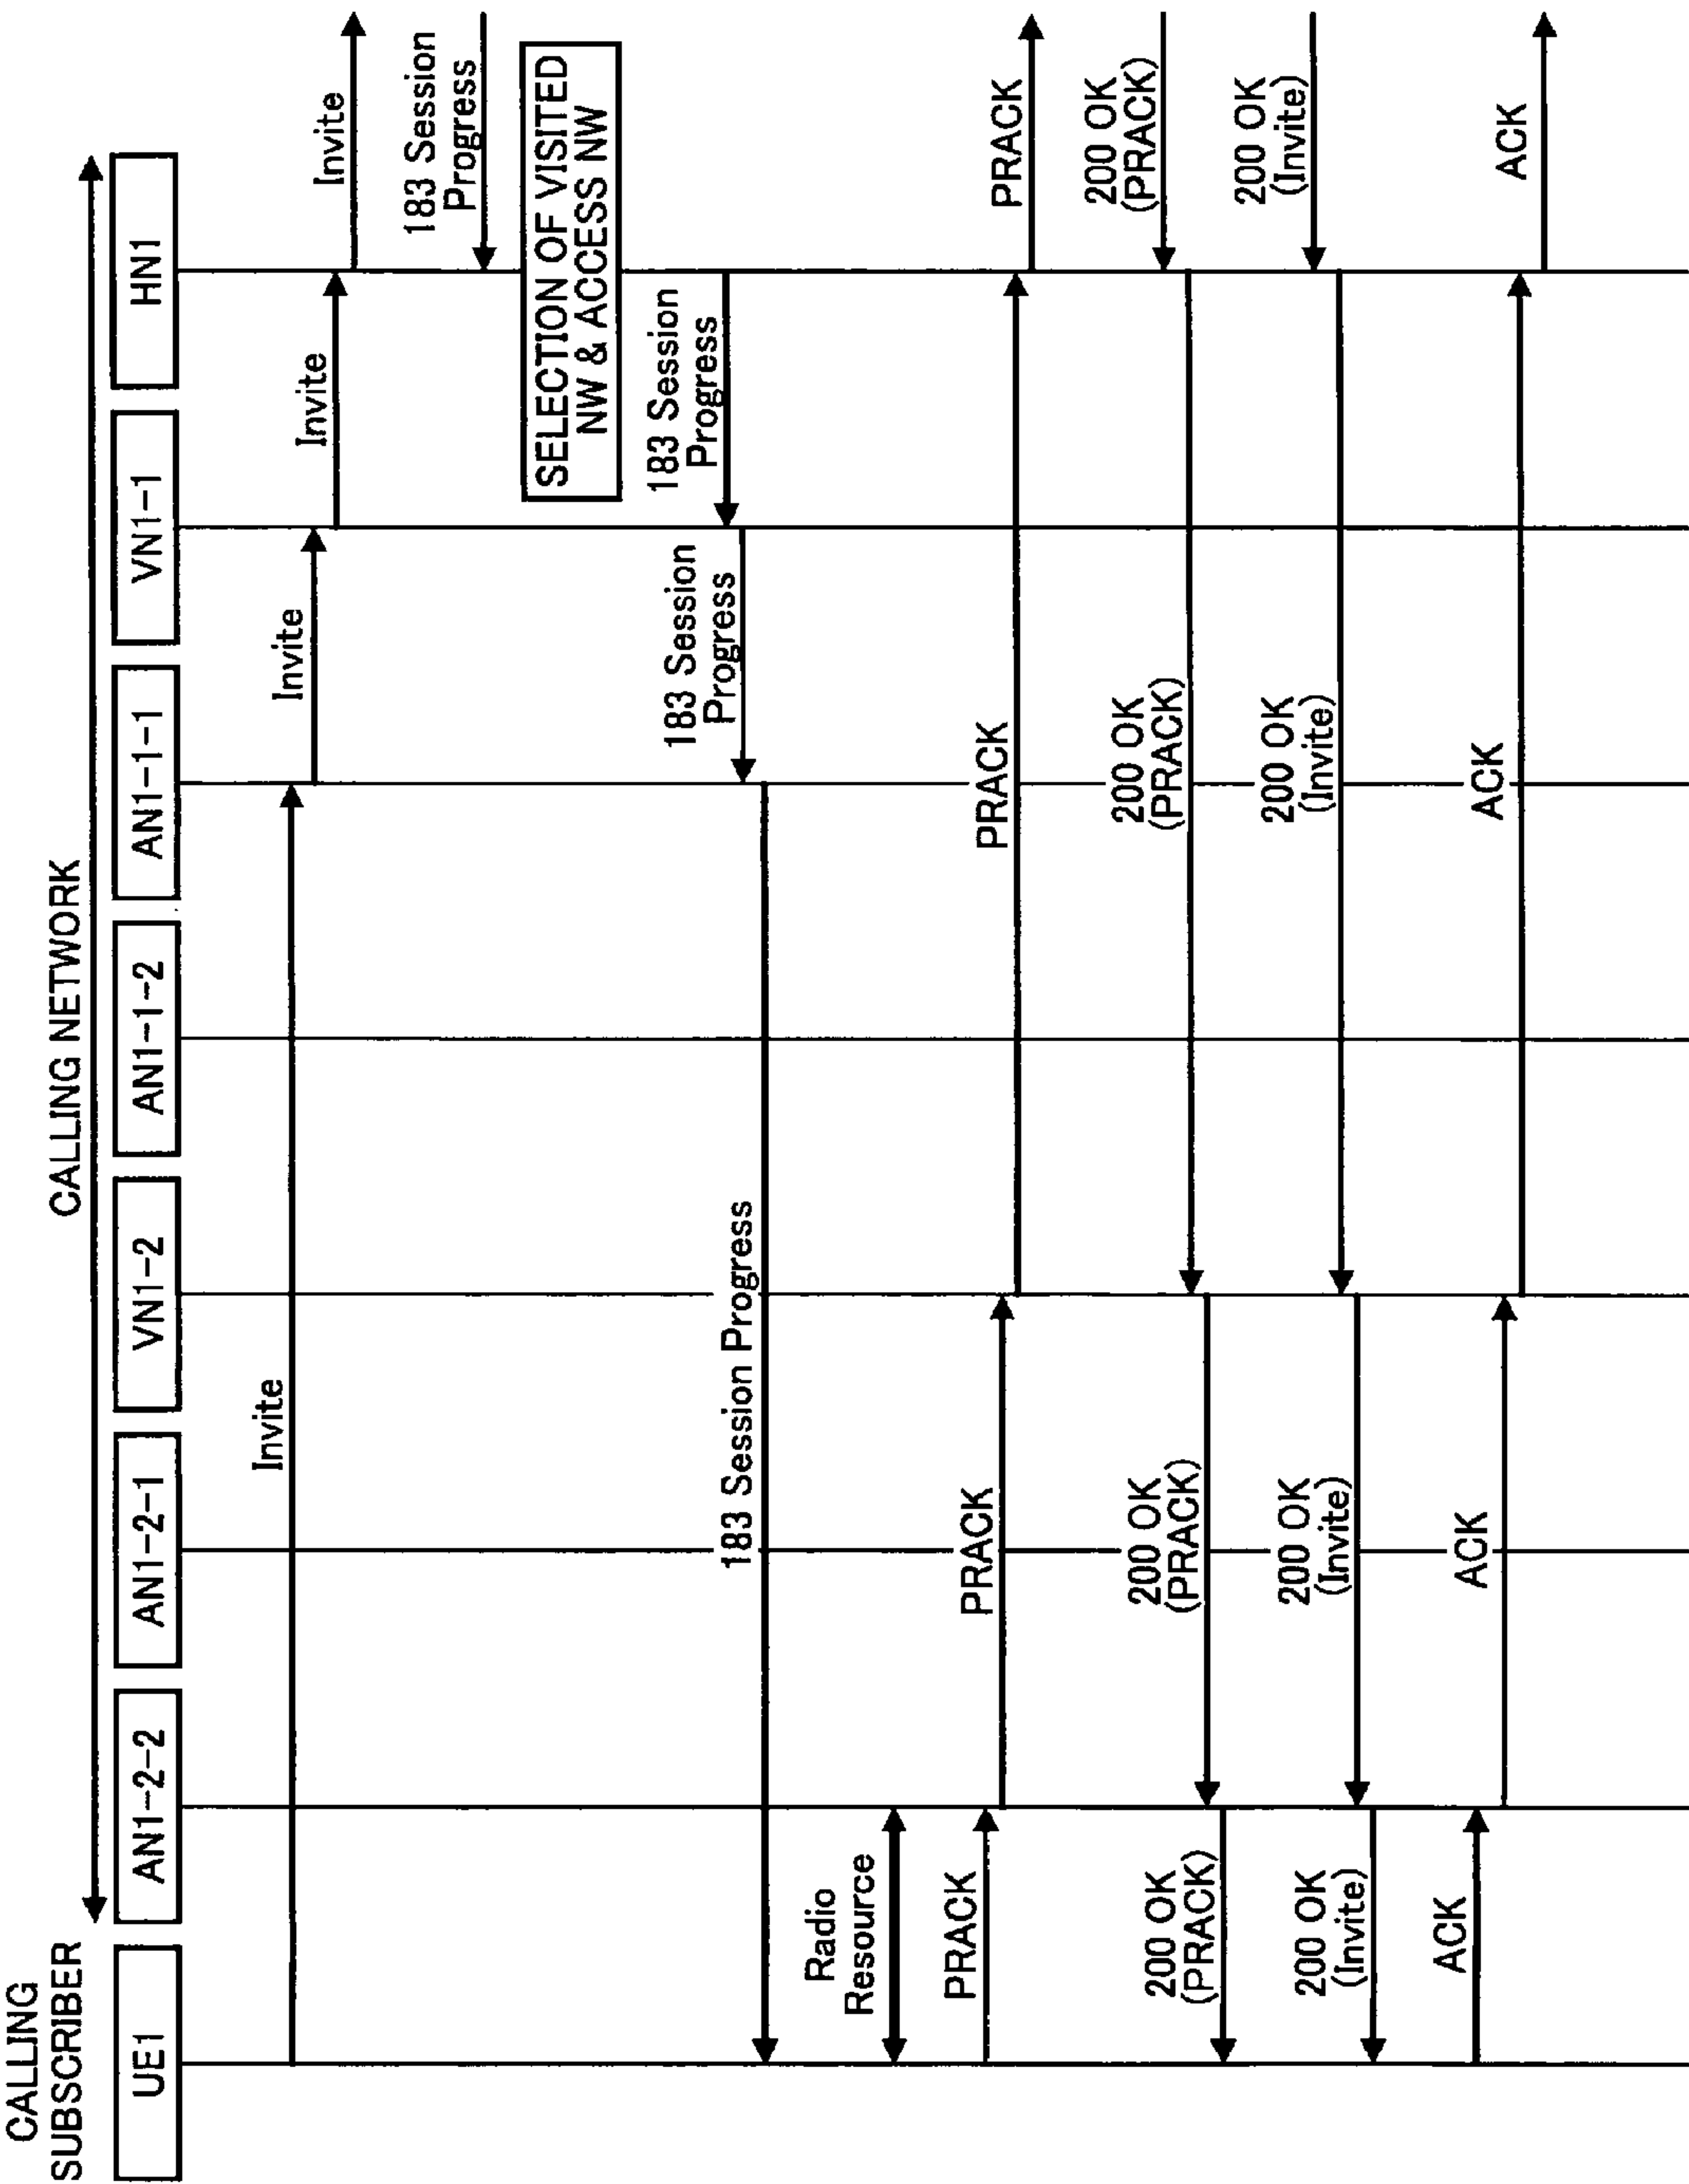 CALLING
SUBSCRIBER
CALLING NETWORK
UE1
AN1-2-2
AN1-2-1
VN1-2
AN1-1-2
AN1-1-1
VN1-1
HN1
Invite
Invite
Invite
Invite
183 Session
Progress
SELECTION OF VISITED
NW & ACCESS NW
183 Session
Progress
183 Session
Progress
183 Session Progress
Radio
Resource
PRACK
PRACK
PRACK
PRACK
200 OK
(PRACK)
200 OK
(PRACK)
200 OK
(PRACK)
200 OK
(PRACK)
200 OK
(Invite)
200 OK
(Invite)
200 OK
(Invite)
200 OK
(Invite)
ACK
ACK
ACK
ACK